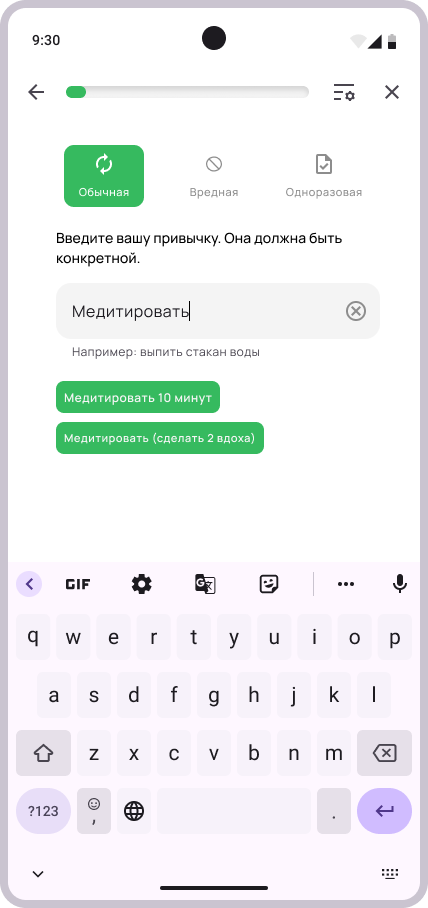 9:30
Обычная
Вредная
Одноразовая
Введите вашу привычку. Она должна быть
конкретной.
Медитировать
Например: выпить стакан воды
Медитировать 10 минут
Медитировать (сделать 2 вдоха)
GIF
q w e r t y u i o p
a s d f g h j k l
z x c v b n m
?123 , .